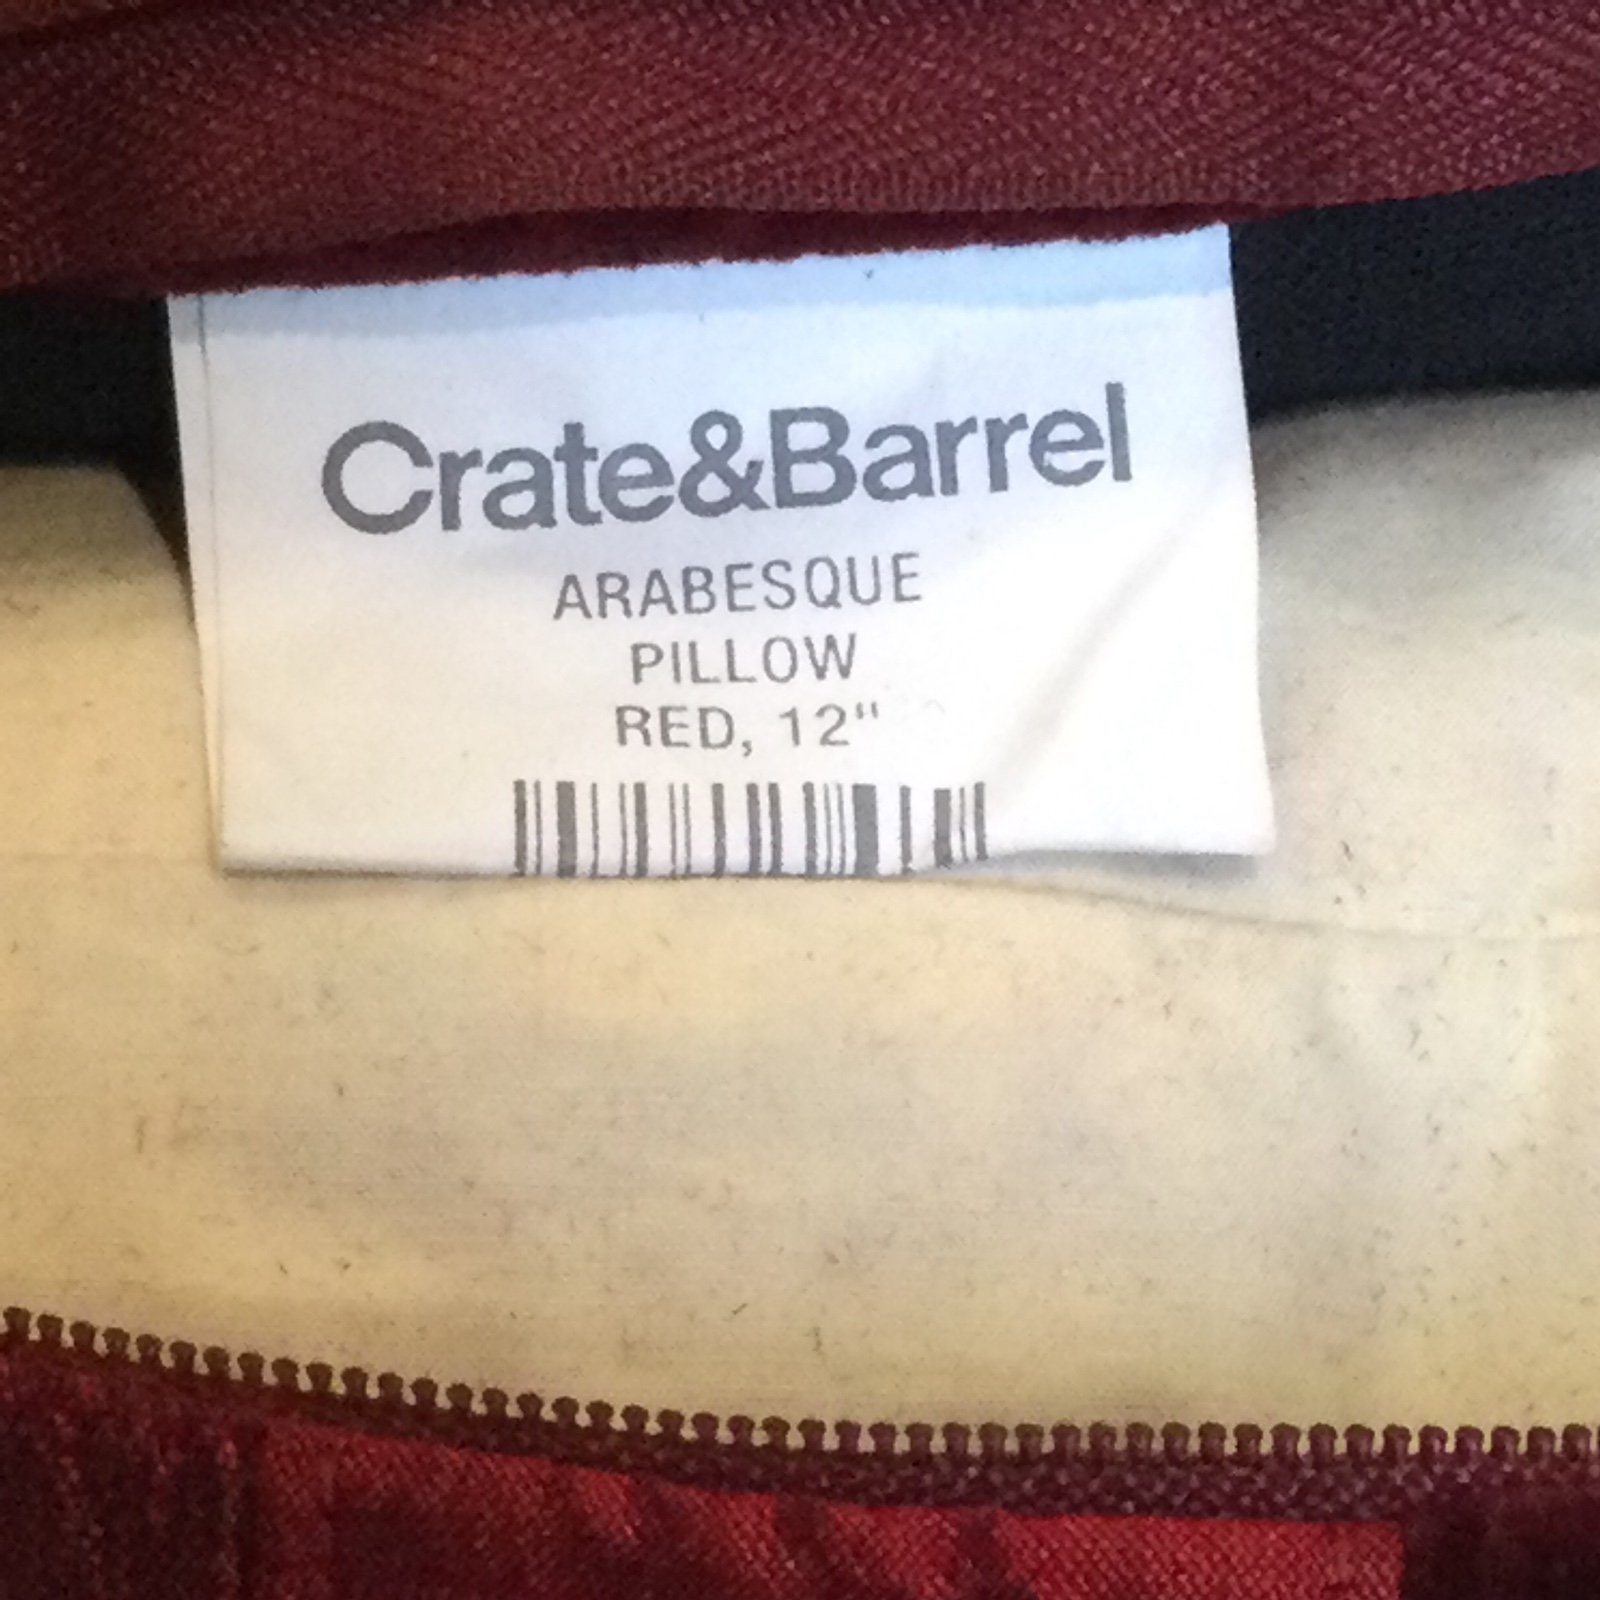 Crate&Barrel
ARABESQUE
PILLOW
RED, 12"